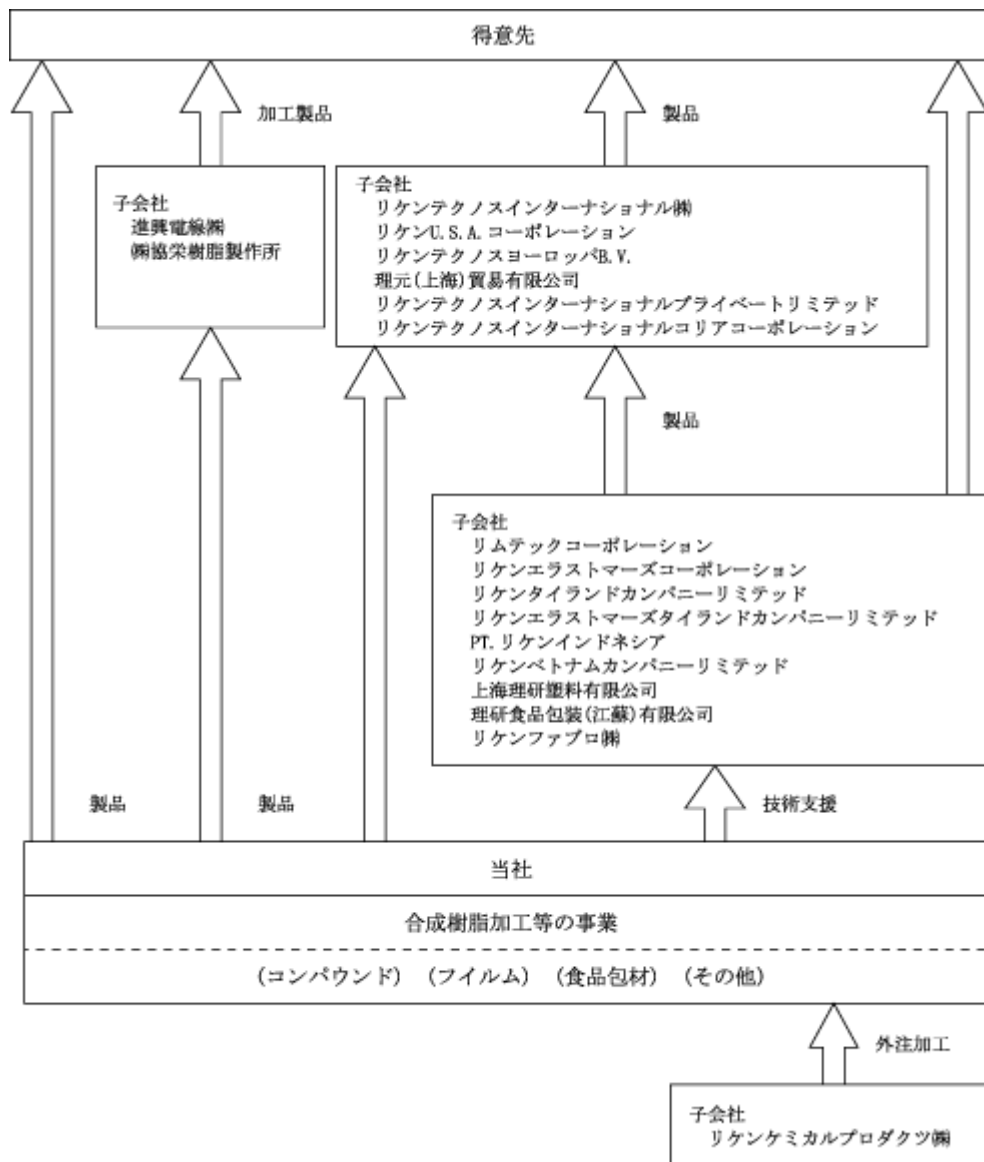 得意先
加工製品
製品
子会社
進興電線㈱
㈱協栄樹脂製作所
子会社
リケンテクノスインターナショナル㈱
リケンU.S.A.コーポレーション
リケンテクノスヨーロッパB.V.
理元(上海)貿易有限公司
リケンテクノスインターナショナルプライベートリミテッド
リケンテクノスインターナショナルコリアコーポレーション
製品
子会社
リムテックコーポレーション
リケンエラストマーズコーポレーション
リケンタイランドカンパニーリミテッド
リケンエラストマーズタイランドカンパニーリミテッド
PT.リケンインドネシア
リケンベトナムカンパニーリミテッド
上海理研塑料有限公司
理研食品包装(江蘇)有限公司
リケンファブロ㈱
製品
製品
技術支援
当社
合成樹脂加工等の事業
(コンパウンド) (フイルム) (食品包材) (その他)
外注加工
子会社
リケンケミカルプロダクツ㈱